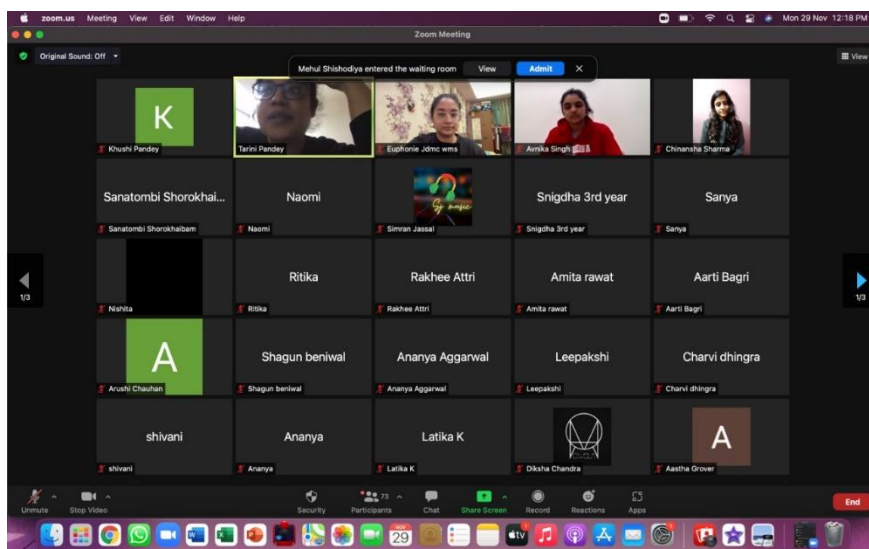 zoom.us Meeting View Edit Window Help Mon 29 Nov 12:18 PM
Zoom Meeting
Original Sound: Off View
Mehul Shishodiya entered the waiting room View Admit
K
Khushi Pandey Tarini Pandey Euphonie Jdmc wms Avnika Singh Chinansha Sharma
Sanatombi Shorokhai... Naomi Sj music Snigdha 3rd year Sanya
Sanatombi Shorokhaibam Naomi Simran Jassal Snigdha 3rd year Sanya
Ritika Rakhee Attri Amita rawat Aarti Bagri
1/3 1/3
Nishita Ritika Rakhee Attri Amita rawat Aarti Bagri
A Shagun beniwal Ananya Aggarwal Leepakshi Charvi dhingra
Arushi Chauhan Shagun beniwal Ananya Aggarwal Leepakshi Charvi dhingra
shivani Ananya Latika K A
shivani Ananya Latika K Diksha Chandra Aastha Grover
73
Unmute Stop Video Security Participants Chat Share Screen Record Reactions Apps End
NOV
29 tv